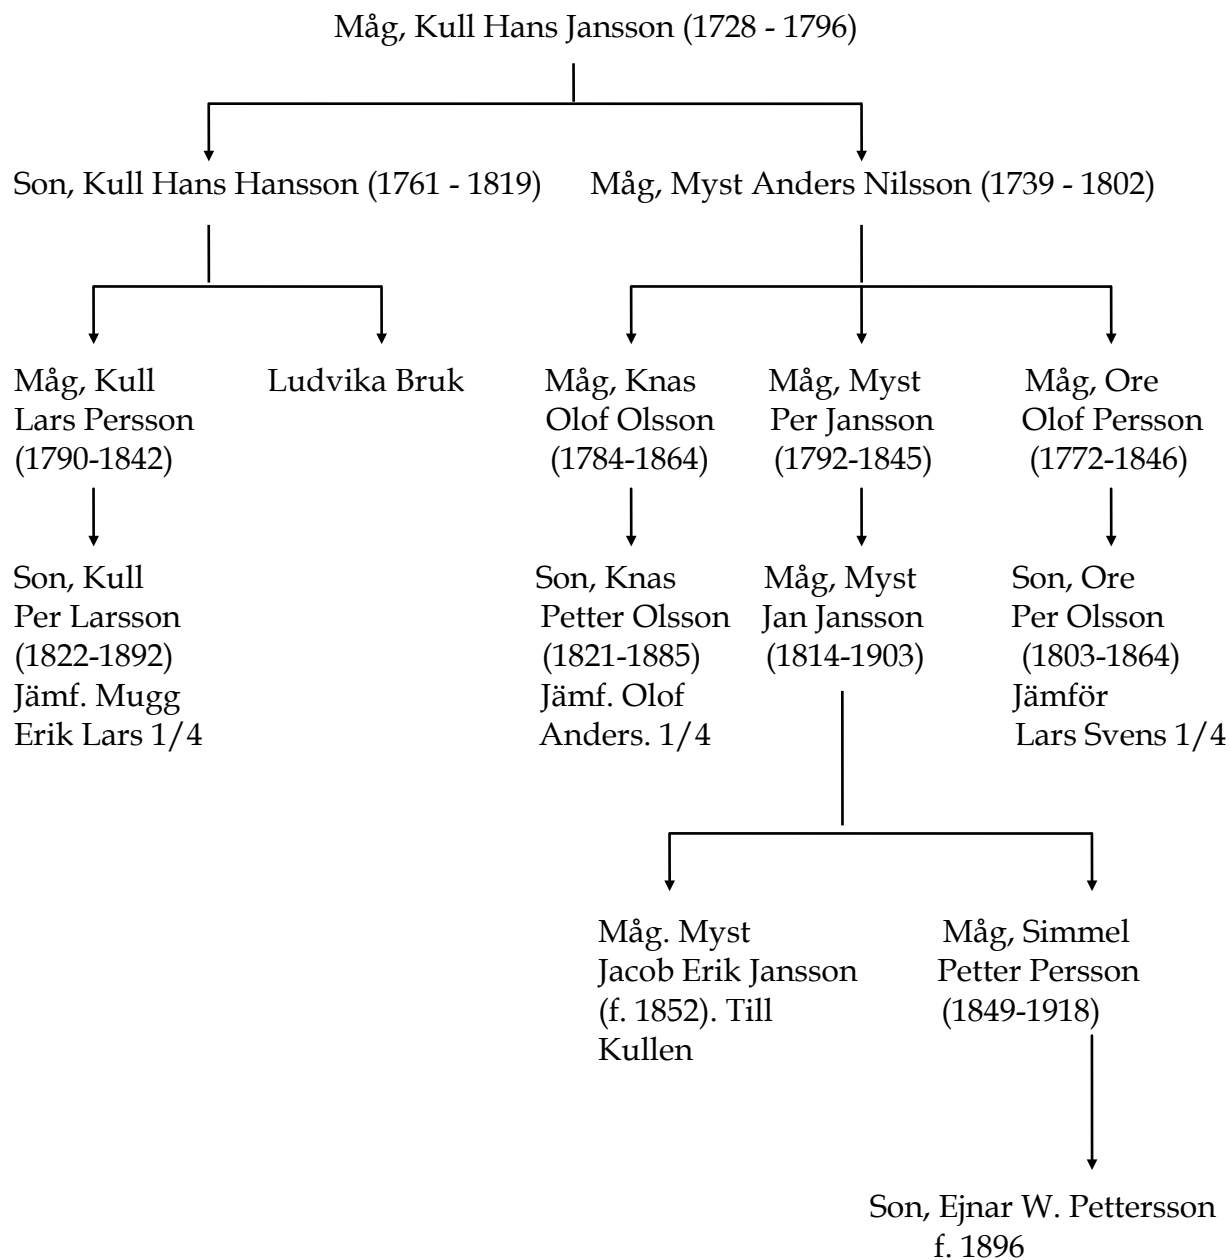 Måg, Kull Hans Jansson (1728 - 1796)
Son, Kull Hans Hansson (1761 - 1819)
Måg, Myst Anders Nilsson (1739 - 1802)
Måg, Kull
Lars Persson
(1790-1842)
Ludvika Bruk
Måg, Knas
Olof Olsson
(1784-1864)
Måg, Myst
Per Jansson
(1792-1845)
Måg, Ore
Olof Persson
(1772-1846)
Son, Kull
Per Larsson
(1822-1892)
Jämf. Mugg
Erik Lars 1/4
Son, Knas
Petter Olsson
(1821-1885)
Jämf. Olof
Anders. 1/4
Måg, Myst
Jan Jansson
(1814-1903)
Son, Ore
Per Olsson
(1803-1864)
Jämför
Lars Svens 1/4
Måg. Myst
Jacob Erik Jansson
(f. 1852). Till
Kullen
Måg, Simmel
Petter Persson
(1849-1918)
Son, Ejnar W. Pettersson
f. 1896